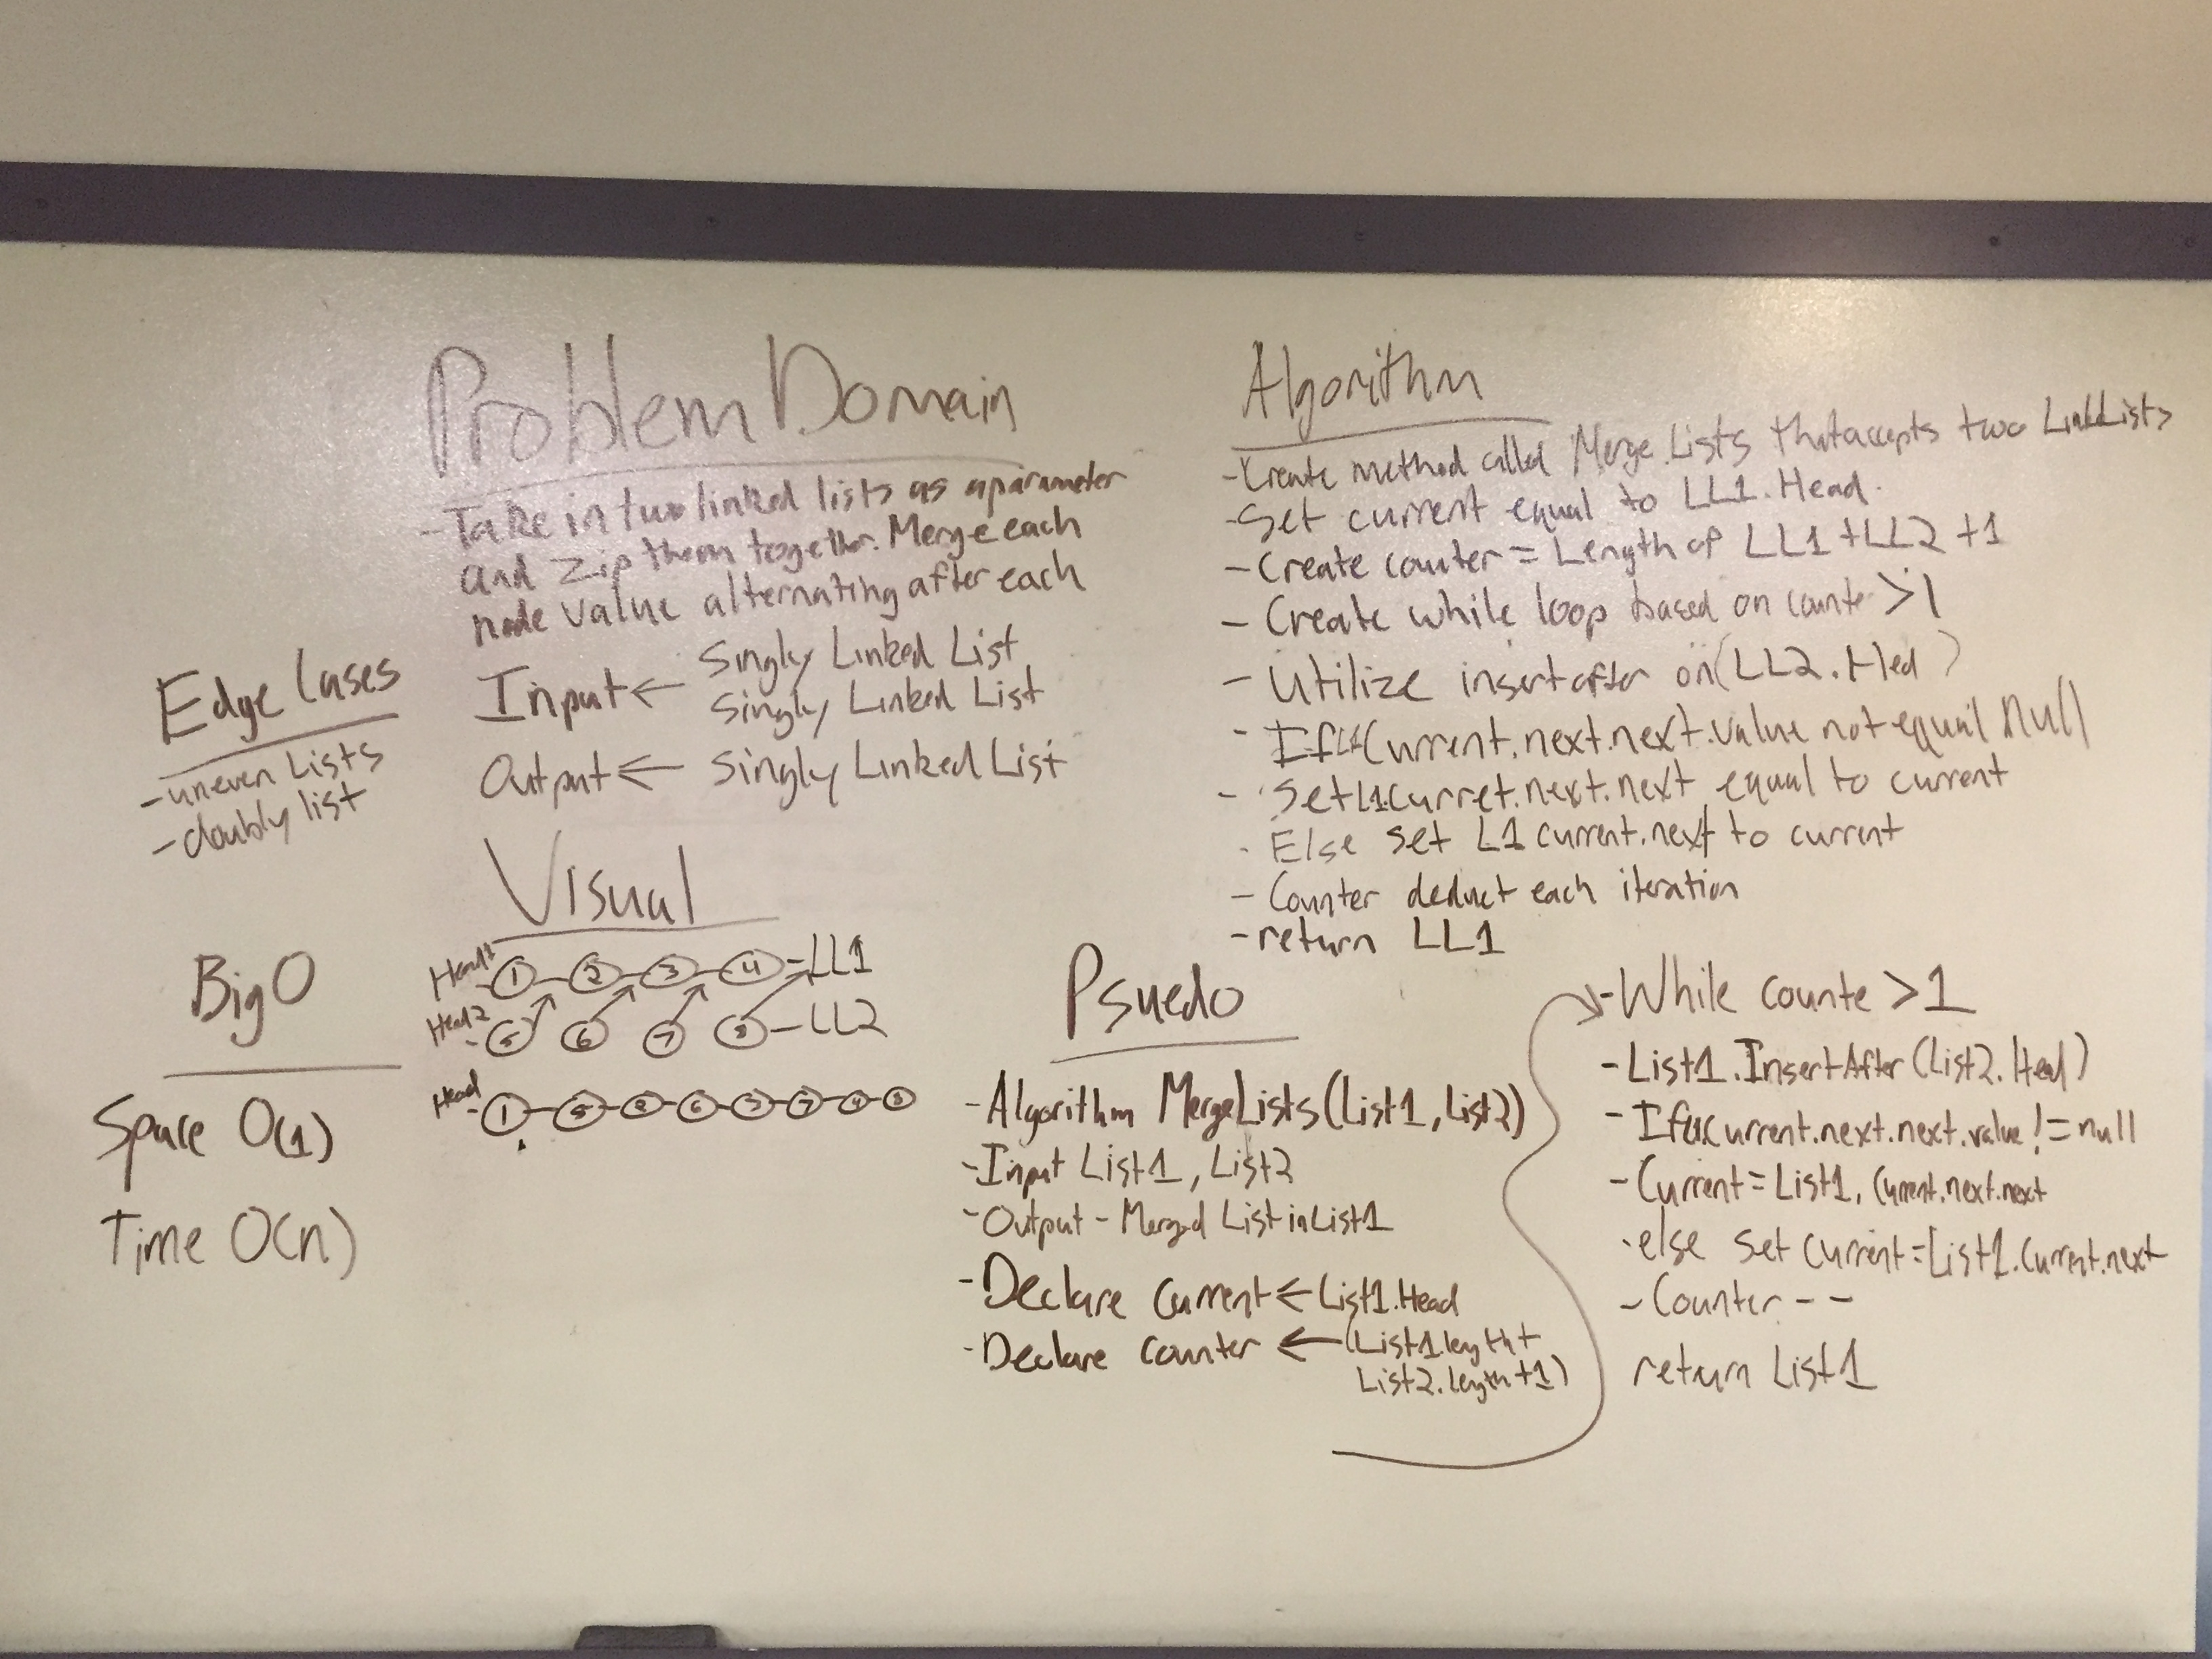 Problem Domain
- Take in two linked lists as a parameter
and zip them together. Merge each
node value alternating after each
Input ← Singly Linked List
Singly Linked List
Output ← Singly Linked List
Edge Cases
- uneven Lists
- doubly list
Visual
Head1 1 2 3 4 - LL1
Head2 5 6 7 8 - LL2
Head 1 5 2 6 3 7 4 8
Big O
Space O(1)
Time O(n)
Algorithm
- Create method called Merge Lists that accepts two LinkLists
- Set current equal to LL1.Head.
- Create counter = Length of LL1 + LL2 + 1
- Create while loop based on counte > 1
- Utilize insert after on (LL2.Hed)
- If L1 Current.next.next.value not equal Null
- Set L1.Curret.next.next equal to current
- Else set L1 current.next to current
- Counter deduct each iteration
- return LL1
Psuedo
- Algorithm MergeLists(List1, List2)
- Input List1, List2
- Output - Merged List in List1
- Declare Current ← List1.Head
- Declare Counter ← (List1.length +
List2.length + 1)
- While counte > 1
- List1.InsertAfter(List2.Head)
- If L1 Current.next.next.value != null
- Current = List1, Current.next.next
- else set Current = List1.Current.next
- Counter - -
return List1